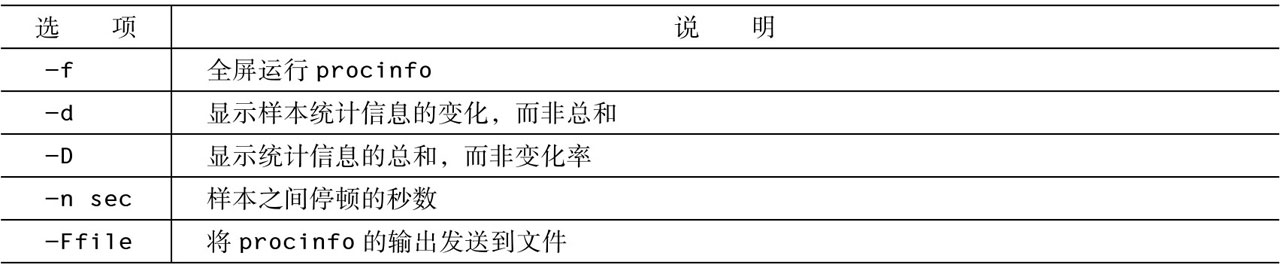 选 项 说 明
-f 全屏运行 procinfo
-d 显示样本统计信息的变化，而非总和
-D 显示统计信息的总和，而非变化率
-n sec 样本之间停顿的秒数
-Ffile 将 procinfo 的输出发送到文件